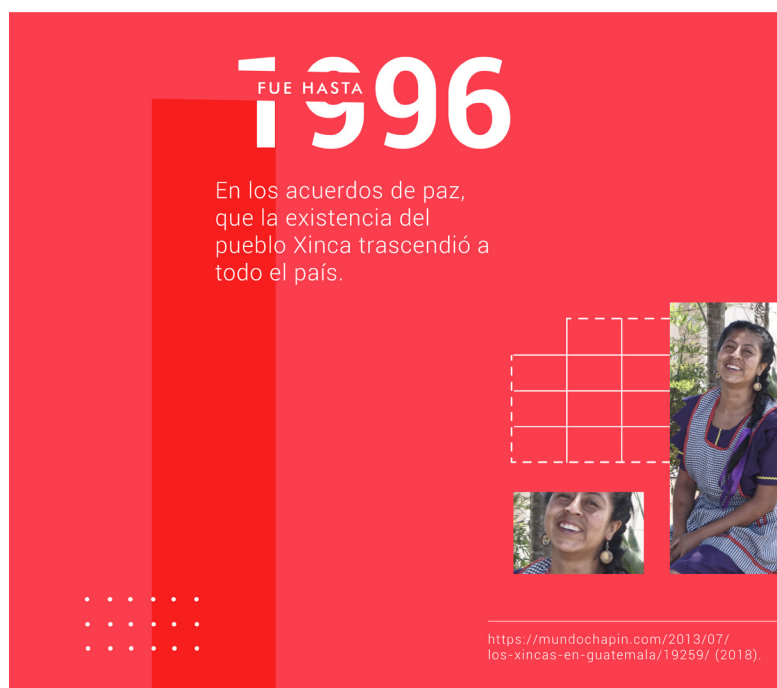 FUE HASTA
1996
En los acuerdos de paz,
que la existencia del
pueblo Xinca trascendió a
todo el país.
https://mundochapin.com/2013/07/
los-xincas-en-guatemala/19259/ (2018).